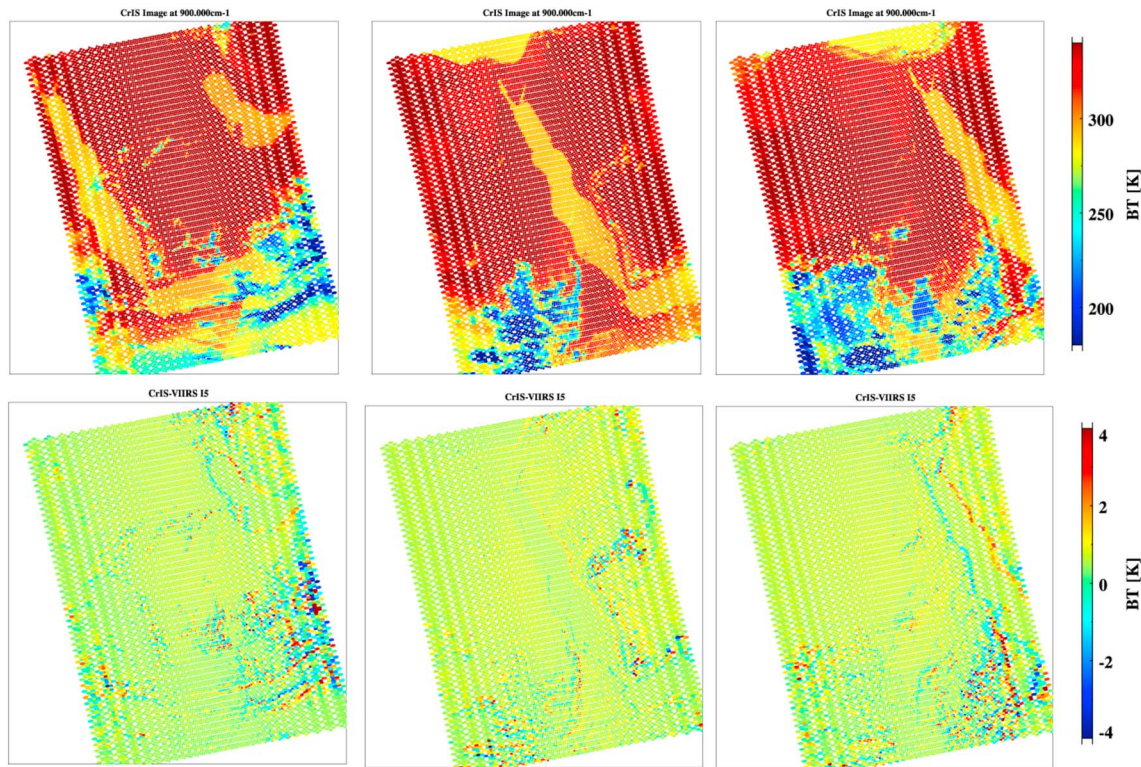 CrIS Image at 900.000cm-1
CrIS Image at 900.000cm-1
CrIS Image at 900.000cm-1
300
250
200
BT [K]
CrIS-VIIRS I5
CrIS-VIIRS I5
CrIS-VIIRS I5
4
2
0
-2
-4
BT [K]